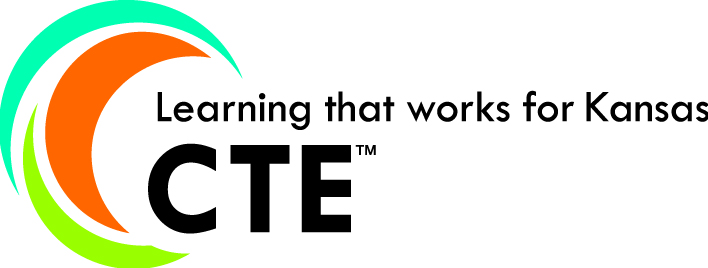 Learning that works for Kansas
CTE™